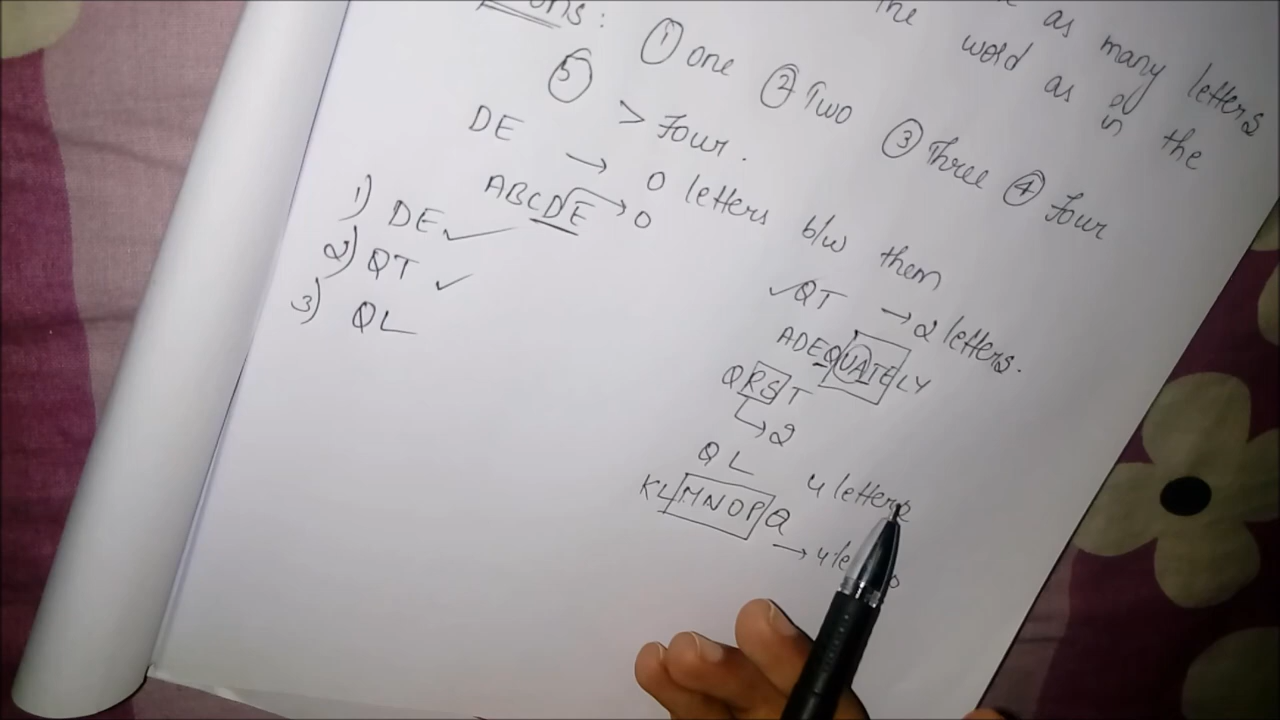 as many letters
the word as in the
ons : ① One ② Two ③ Three ④ Four
⑤ > Four.
DE → 0 letters b/w them
ABCDE → 0
1) DE ✓
2) QT ✓
3) QL
✓QT → 2 letters.
ADEQUATELY
QRST
→ 2
QL 4 letters
KLMNOPQ
→ 4 le